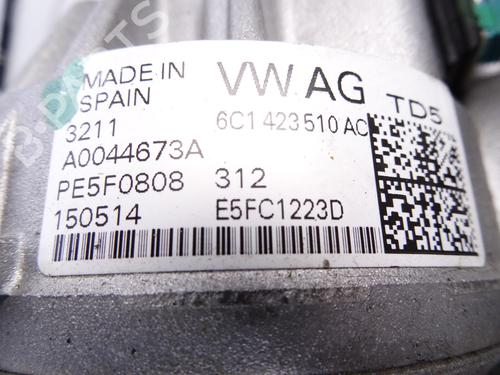 MADE IN
SPAIN
VW AG
TD5
3211
6C1 423 510 AC
A0044673A
PE5F0808 312
150514
E5FC1223D
B-PARTS